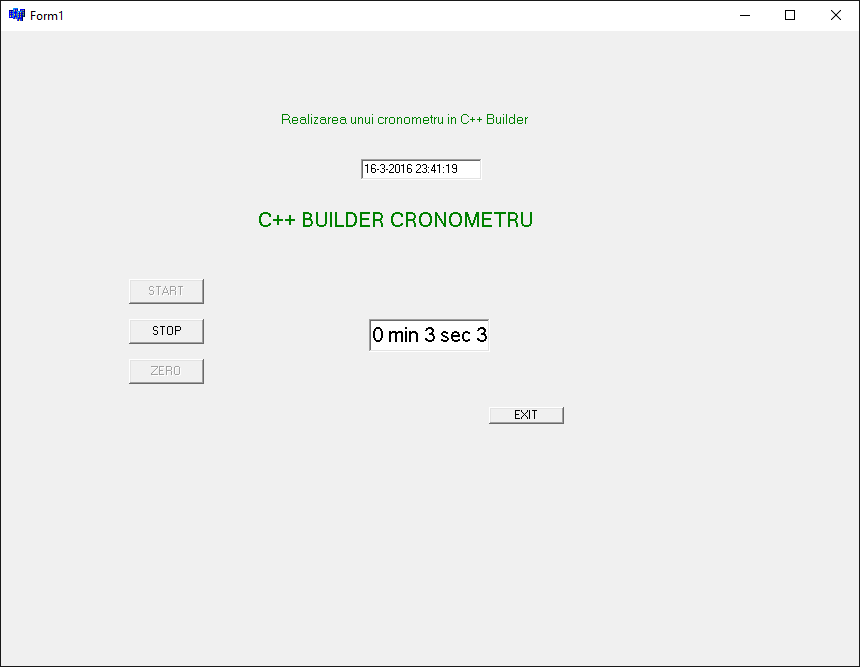 Form1
Realizarea unui cronometru in C++ Builder
16-3-2016 23:41:19
C++ BUILDER CRONOMETRU
START
STOP
0 min 3 sec 3
ZERO
EXIT